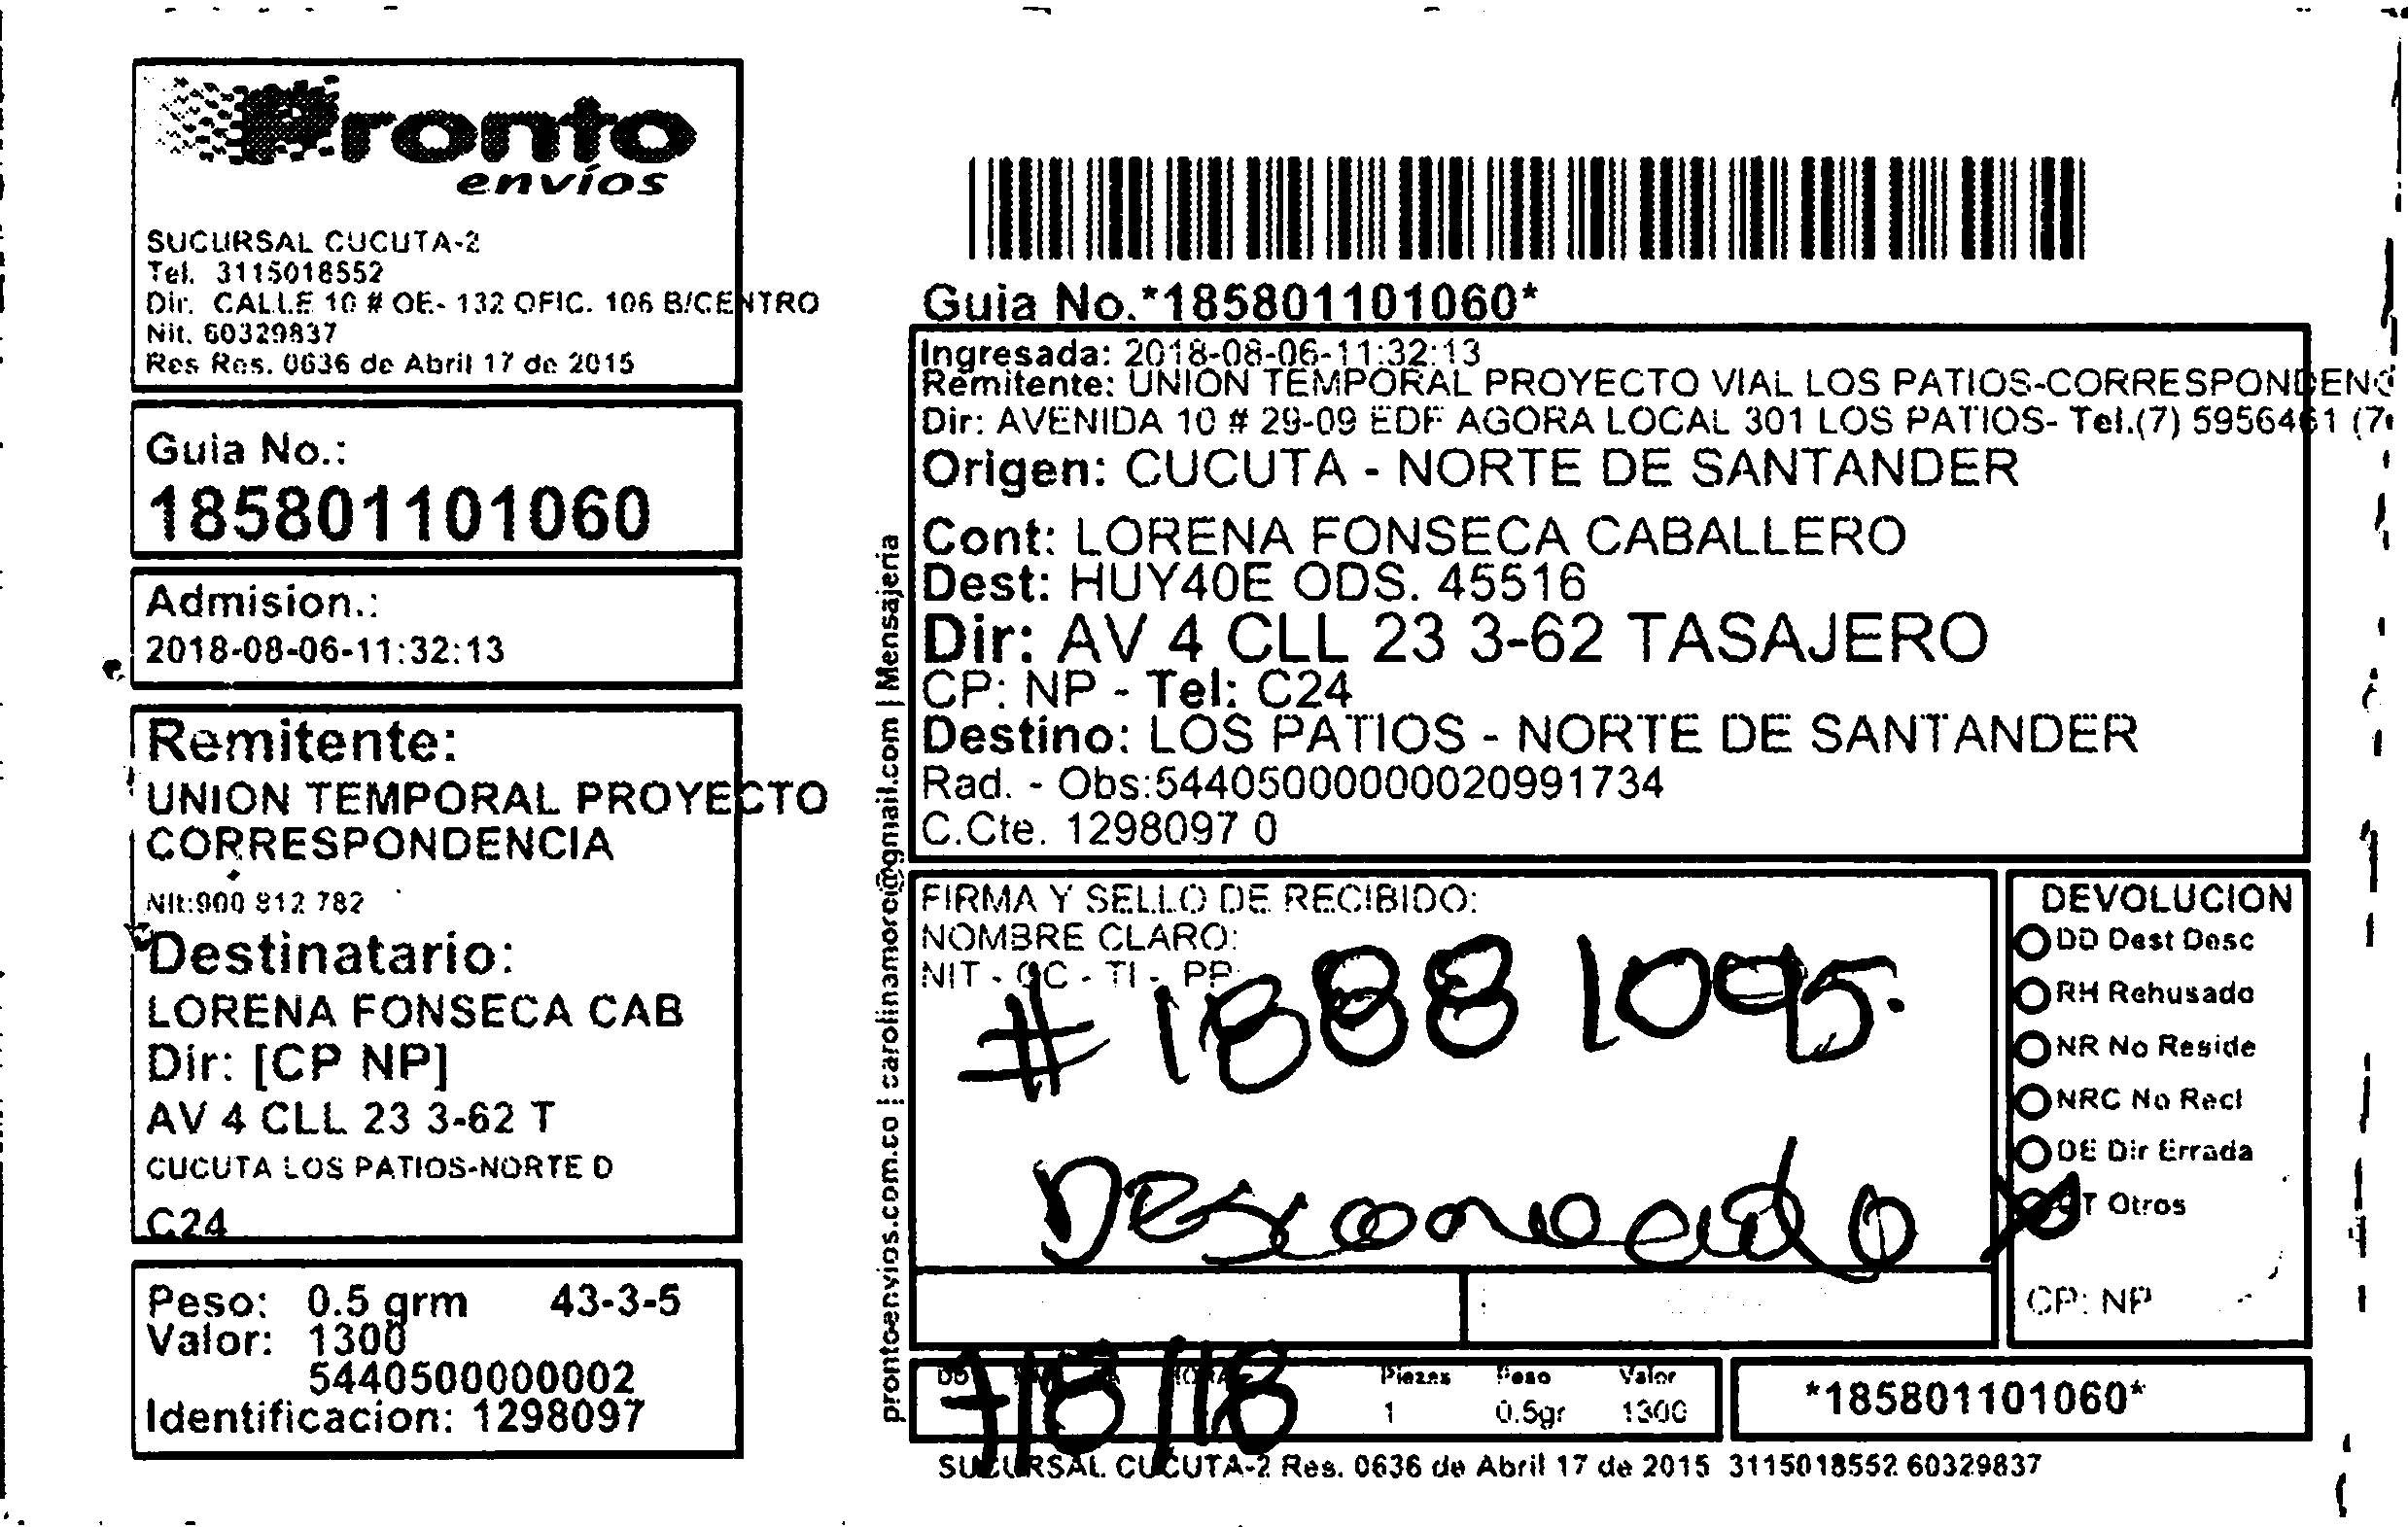 Pronto
envíos
SUCURSAL CUCUTA-2
Tel. 3115018552
Dir. CALLE 10 # OE- 132 OFIC. 106 B/CENTRO
Nit. 60329837
Res Res. 0636 de Abril 17 de 2015
Guia No.:
185801101060
Admision.:
2018-08-06-11:32:13
Remitente:
UNION TEMPORAL PROYECTO
CORRESPONDENCIA
Nit:900 812 782
Destinatario:
LORENA FONSECA CAB
Dir: [CP NP]
AV 4 CLL 23 3-62 T
CUCUTA LOS PATIOS-NORTE D
C24
Peso: 0.5 grm 43-3-5
Valor: 1300
5440500000002
Identificacion: 1298097
prontoenvios.com.co | carolinamoro@gmail.com | Mensajeria
Guia No.*185801101060*
Ingresada: 2018-08-06-11:32:13
Remitente: UNION TEMPORAL PROYECTO VIAL LOS PATIOS-CORRESPONDENC
Dir: AVENIDA 10 # 29-09 EDF AGORA LOCAL 301 LOS PATIOS- Tel.(7) 5956461 (7
Origen: CUCUTA - NORTE DE SANTANDER
Cont: LORENA FONSECA CABALLERO
Dest: HUY40E ODS. 45516
Dir: AV 4 CLL 23 3-62 TASAJERO
CP: NP - Tel: C24
Destino: LOS PATIOS - NORTE DE SANTANDER
Rad. - Obs:544050000000020991734
C.Cte. 1298097 0
FIRMA Y SELLO DE RECIBIDO:
NOMBRE CLARO:
NIT - CC - TI - PP:
# 1888 1095.
Desconocido
DEVOLUCION
DD Dest Desc
RH Rehusado
NR No Reside
NRC No Recl
DE Dir Errada
OT Otros
CP: NP
7/8/18
Piezas Peso Valor
1 0.5gr 1300
*185801101060*
SUCURSAL CUCUTA-2 Res. 0636 de Abril 17 de 2015 3115018552 60329837